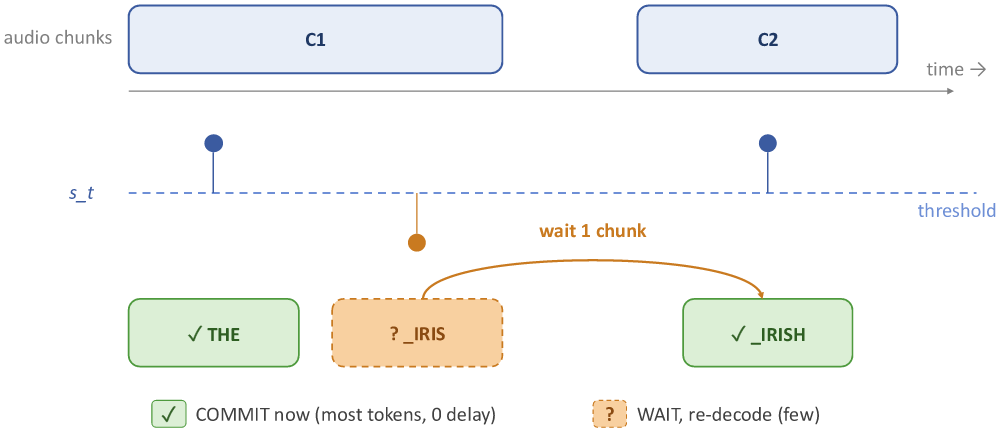 audio chunks
C1
C2
time →
s_t
threshold
wait 1 chunk
✓ THE
? _IRIS
✓ _IRISH
✓ COMMIT now (most tokens, 0 delay)
? WAIT, re-decode (few)